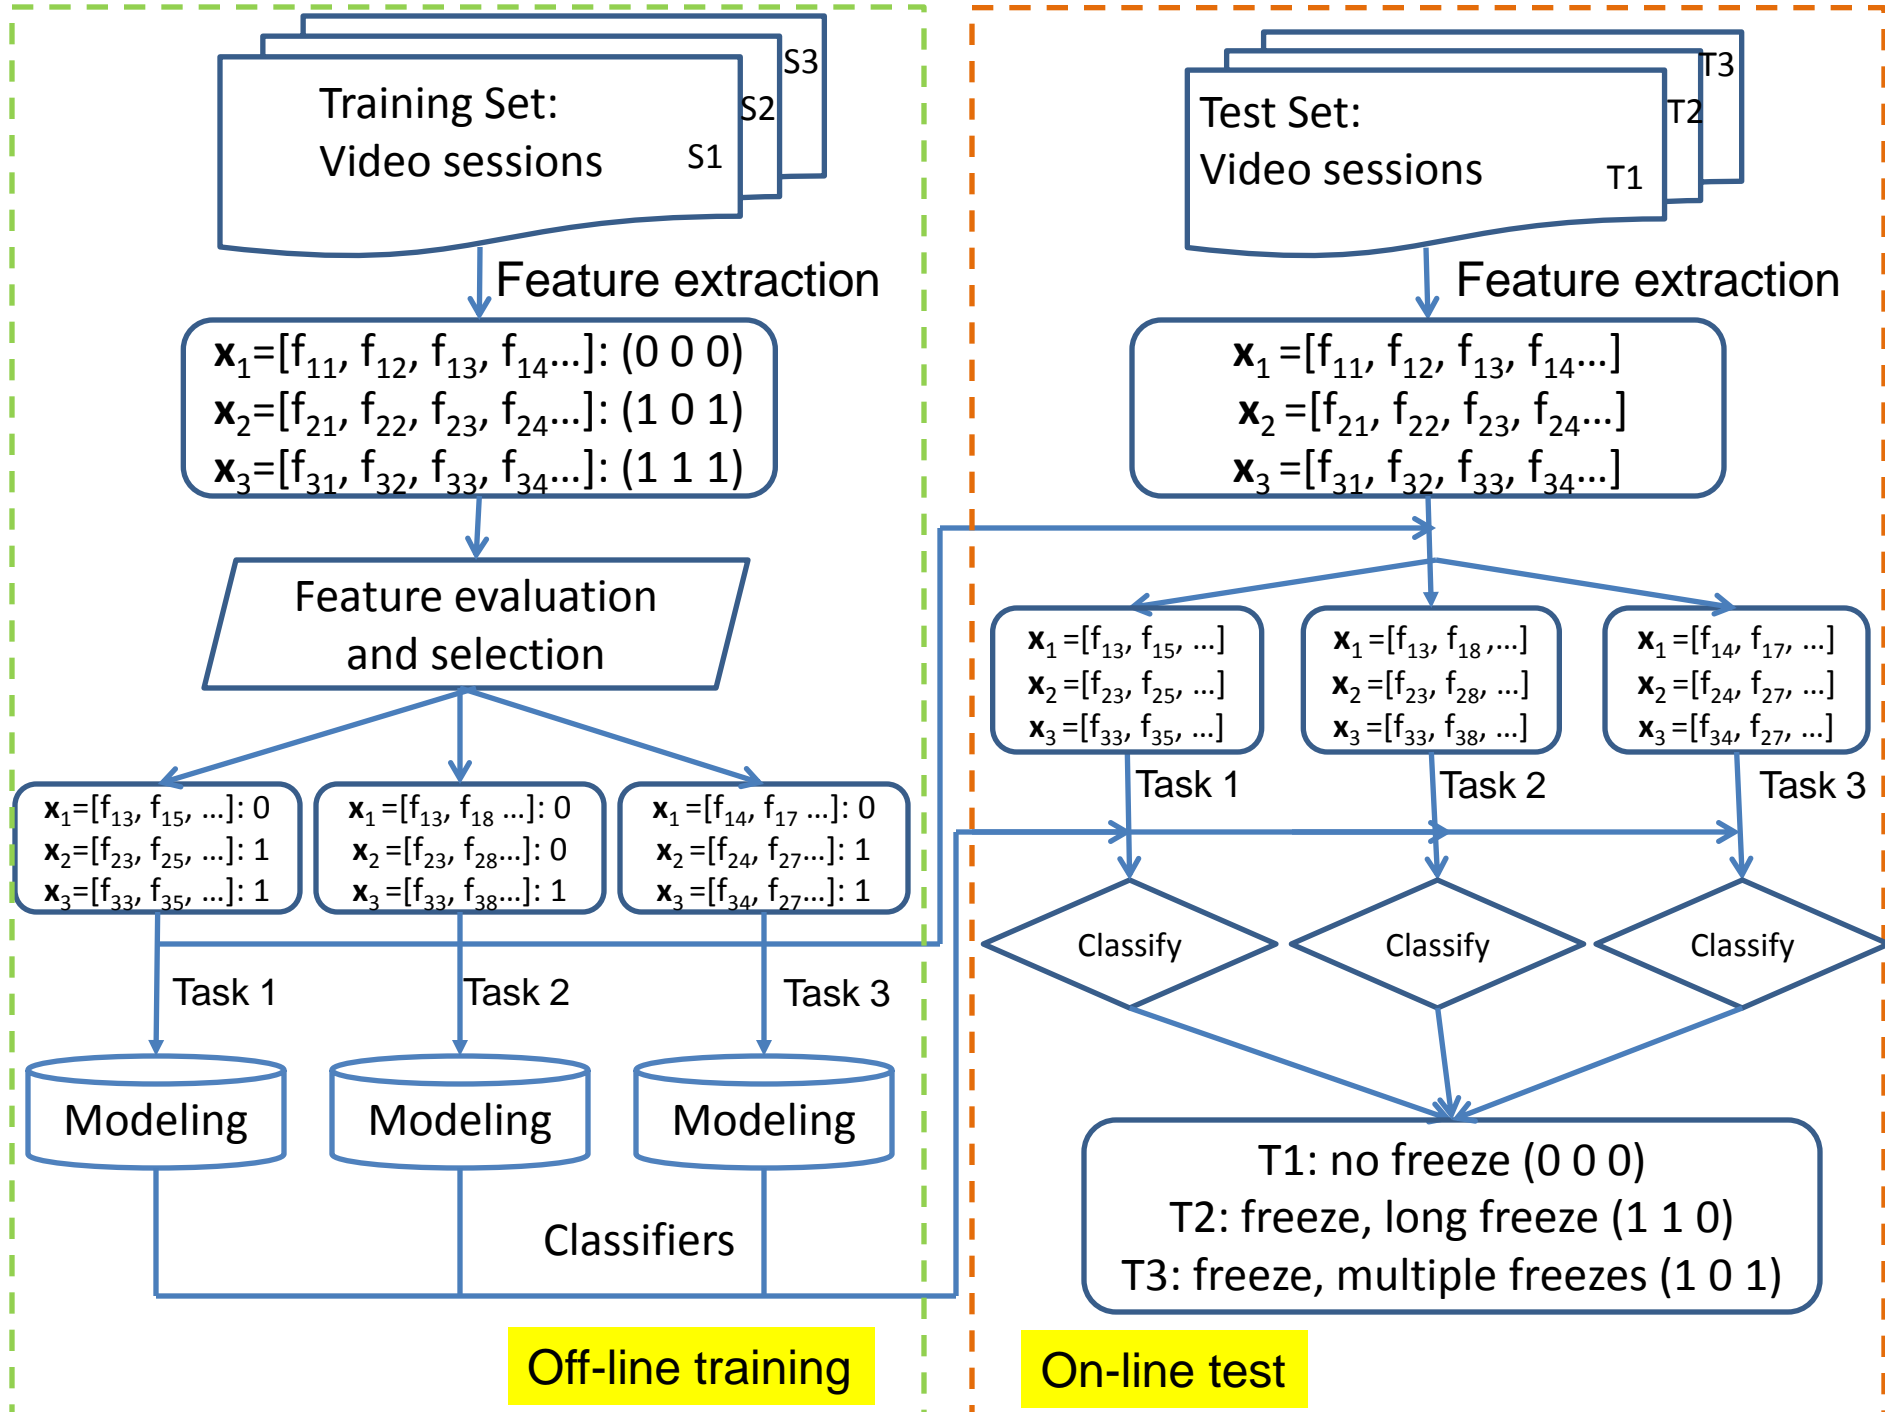 Training Set:
Video sessions
S1
S2
S3
Feature extraction
x1=[f11, f12, f13, f14...]: (0 0 0)
x2=[f21, f22, f23, f24...]: (1 0 1)
x3=[f31, f32, f33, f34...]: (1 1 1)
Feature evaluation
and selection
x1=[f13, f15, ...]: 0
x2=[f23, f25, ...]: 1
x3=[f33, f35, ...]: 1
x1=[f13, f18 ...]: 0
x2=[f23, f28...]: 0
x3=[f33, f38...]: 1
x1=[f14, f17 ...]: 0
x2=[f24, f27...]: 1
x3=[f34, f27...]: 1
Task 1
Task 2
Task 3
Modeling
Modeling
Modeling
Classifiers
Off-line training
Test Set:
Video sessions
T1
T2
T3
Feature extraction
x1 =[f11, f12, f13, f14...]
x2 =[f21, f22, f23, f24...]
x3 =[f31, f32, f33, f34...]
x1 =[f13, f15, ...]
x2 =[f23, f25, ...]
x3 =[f33, f35, ...]
x1 =[f13, f18 ,...]
x2 =[f23, f28, ...]
x3 =[f33, f38, ...]
x1 =[f14, f17, ...]
x2 =[f24, f27, ...]
x3 =[f34, f27, ...]
Task 1
Task 2
Task 3
Classify
Classify
Classify
T1: no freeze (0 0 0)
T2: freeze, long freeze (1 1 0)
T3: freeze, multiple freezes (1 0 1)
On-line test